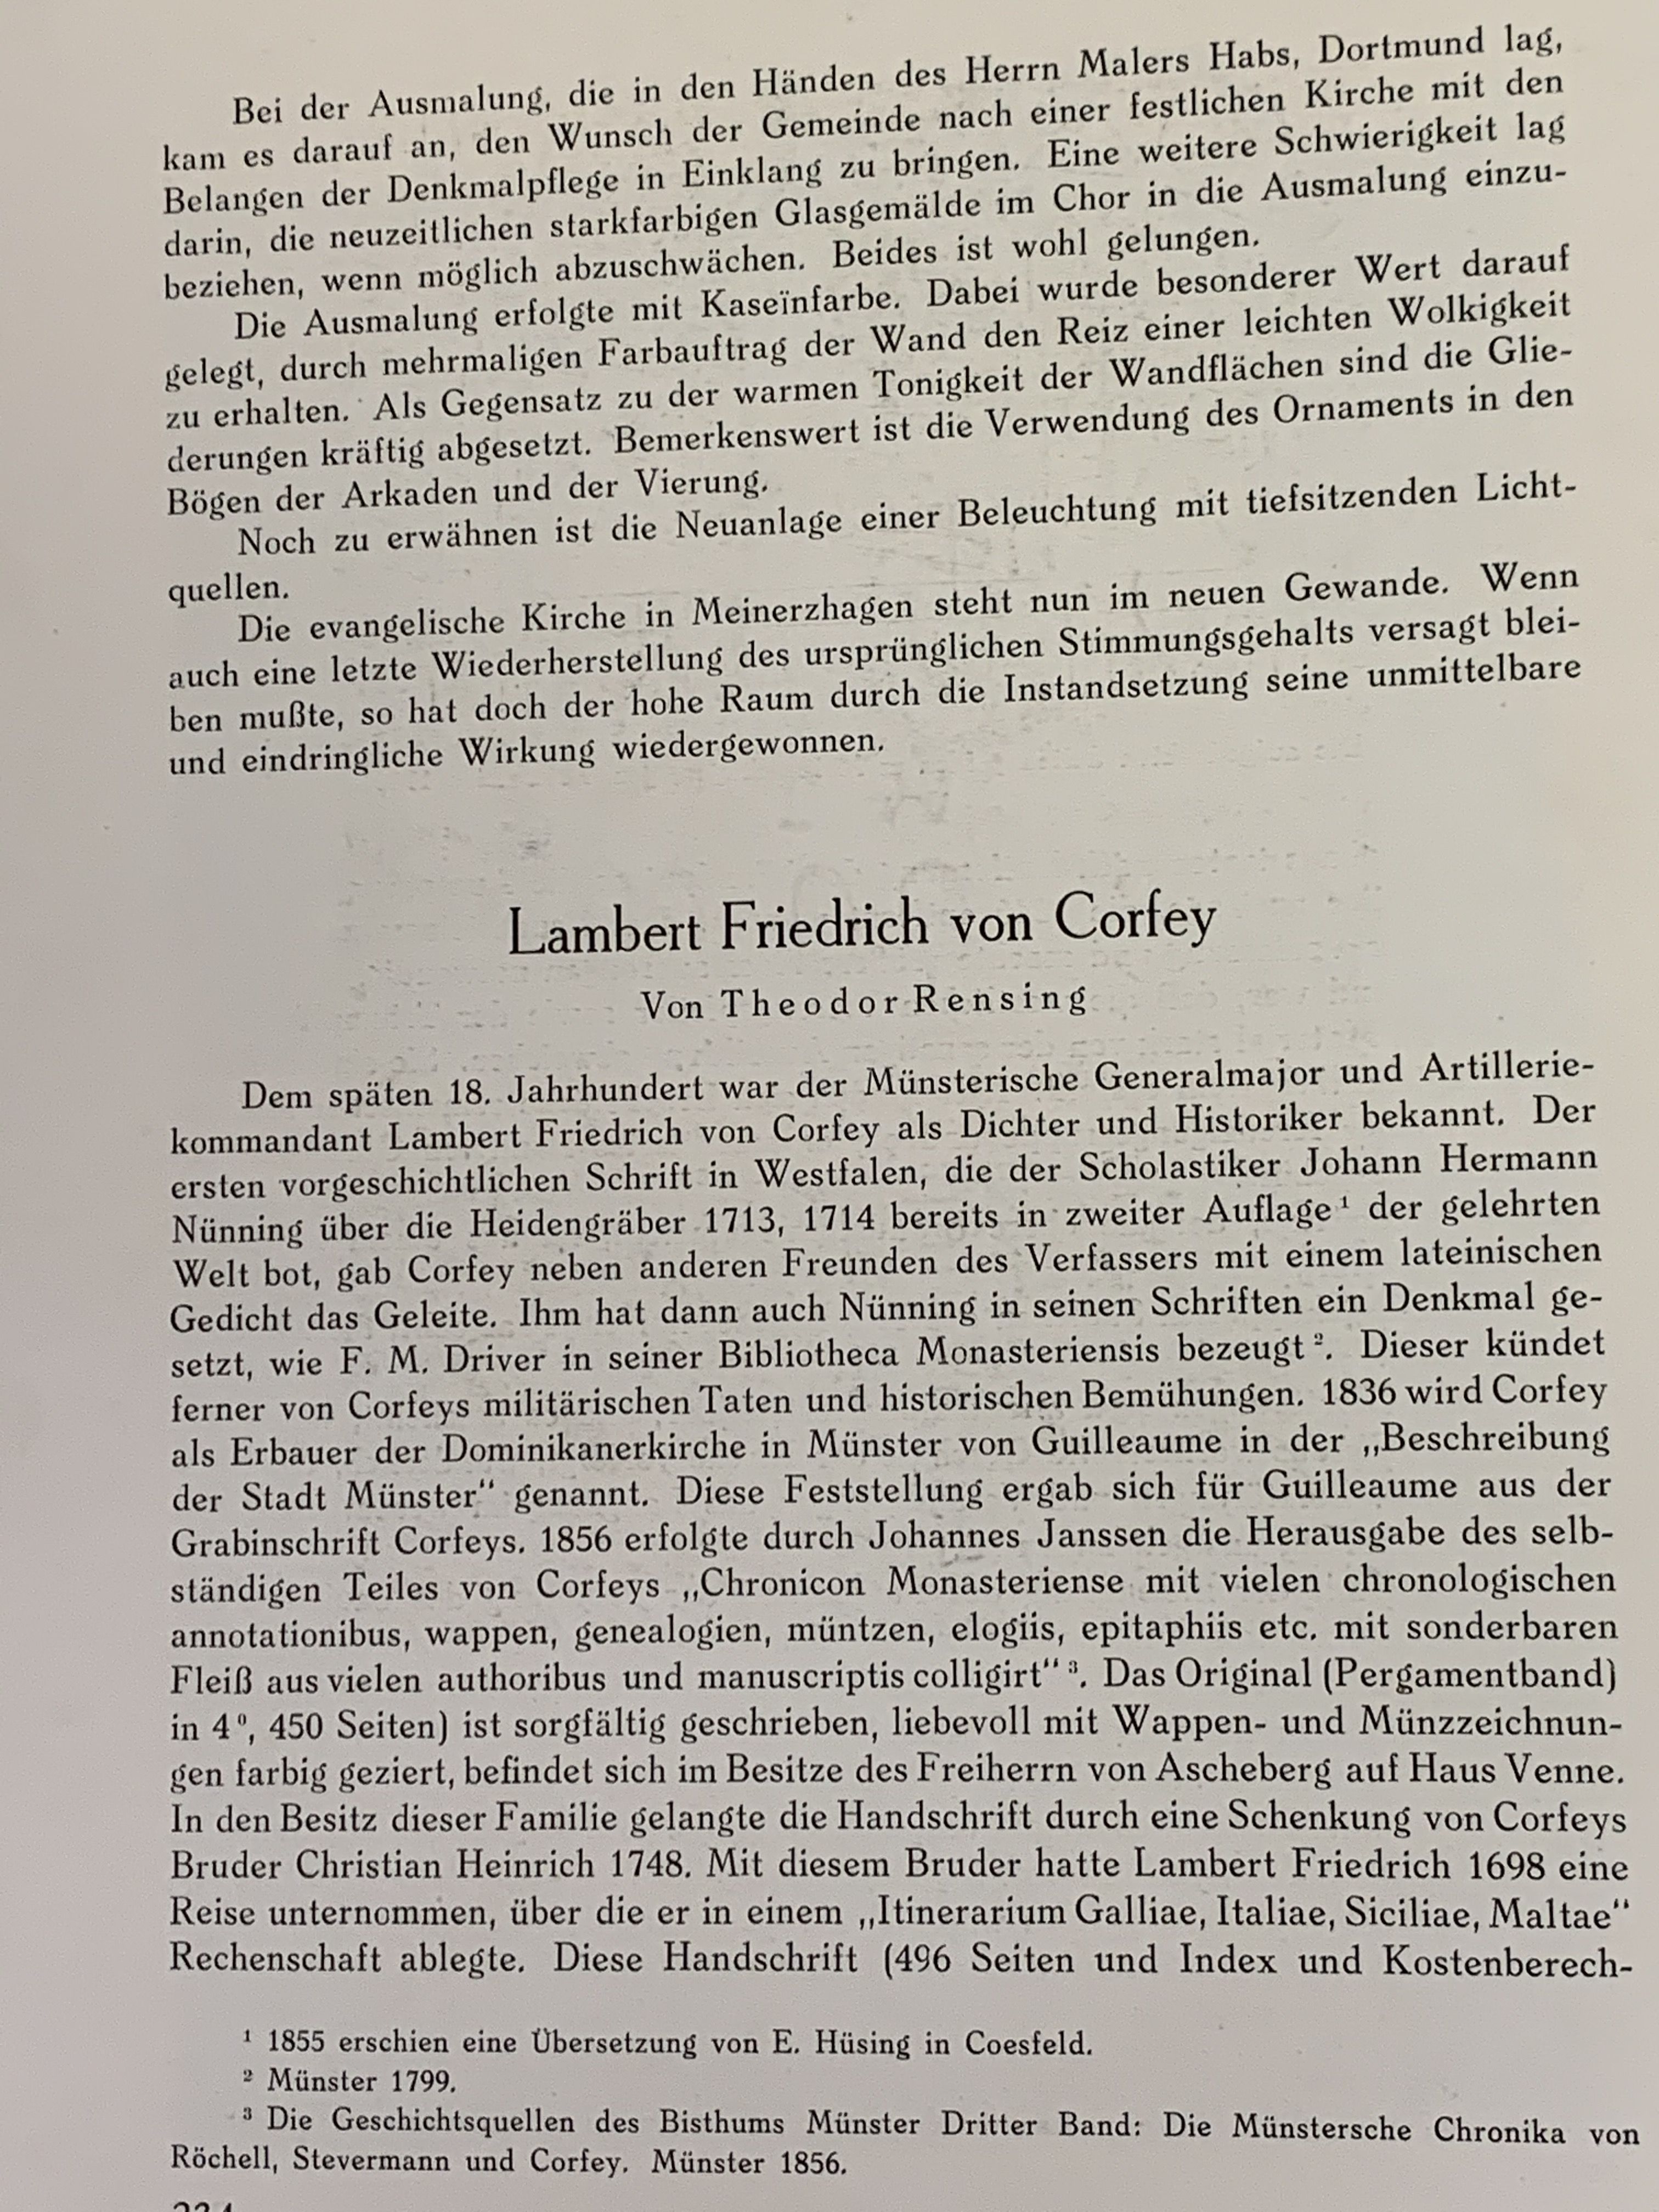 Bei der Ausmalung, die in den Händen des Herrn Malers Habs, Dortmund lag,
kam es darauf an, den Wunsch der Gemeinde nach einer festlichen Kirche mit den
Belangen der Denkmalpflege in Einklang zu bringen. Eine weitere Schwierigkeit lag
darin, die neuzeitlichen starkfarbigen Glasgemälde im Chor in die Ausmalung einzu-
beziehen, wenn möglich abzuschwächen. Beides ist wohl gelungen.
Die Ausmalung erfolgte mit Kaseïnfarbe. Dabei wurde besonderer Wert darauf
gelegt, durch mehrmaligen Farbauftrag der Wand den Reiz einer leichten Wolkigkeit
zu erhalten. Als Gegensatz zu der warmen Tonigkeit der Wandflächen sind die Glie-
derungen kräftig abgesetzt. Bemerkenswert ist die Verwendung des Ornaments in den
Bögen der Arkaden und der Vierung.
Noch zu erwähnen ist die Neuanlage einer Beleuchtung mit tiefsitzenden Licht-
quellen.
Die evangelische Kirche in Meinerzhagen steht nun im neuen Gewande. Wenn
auch eine letzte Wiederherstellung des ursprünglichen Stimmungsgehalts versagt blei-
ben mußte, so hat doch der hohe Raum durch die Instandsetzung seine unmittelbare
und eindringliche Wirkung wiedergewonnen.
Lambert Friedrich von Corfey
Von Theodor Rensing
Dem späten 18. Jahrhundert war der Münsterische Generalmajor und Artillerie-
kommandant Lambert Friedrich von Corfey als Dichter und Historiker bekannt. Der
ersten vorgeschichtlichen Schrift in Westfalen, die der Scholastiker Johann Hermann
Nünning über die Heidengräber 1713, 1714 bereits in zweiter Auflage ¹ der gelehrten
Welt bot, gab Corfey neben anderen Freunden des Verfassers mit einem lateinischen
Gedicht das Geleite. Ihm hat dann auch Nünning in seinen Schriften ein Denkmal ge-
setzt, wie F. M. Driver in seiner Bibliotheca Monasteriensis bezeugt ². Dieser kündet
ferner von Corfeys militärischen Taten und historischen Bemühungen. 1836 wird Corfey
als Erbauer der Dominikanerkirche in Münster von Guilleaume in der „Beschreibung
der Stadt Münster“ genannt. Diese Feststellung ergab sich für Guilleaume aus der
Grabinschrift Corfeys. 1856 erfolgte durch Johannes Janssen die Herausgabe des selb-
ständigen Teiles von Corfeys „Chronicon Monasteriense mit vielen chronologischen
annotationibus, wappen, genealogien, müntzen, elogiis, epitaphiis etc. mit sonderbaren
Fleiß aus vielen authoribus und manuscriptis colligirt“ ³. Das Original (Pergamentband)
in 4⁰, 450 Seiten) ist sorgfältig geschrieben, liebevoll mit Wappen- und Münzzeichnun-
gen farbig geziert, befindet sich im Besitze des Freiherrn von Ascheberg auf Haus Venne.
In den Besitz dieser Familie gelangte die Handschrift durch eine Schenkung von Corfeys
Bruder Christian Heinrich 1748. Mit diesem Bruder hatte Lambert Friedrich 1698 eine
Reise unternommen, über die er in einem „Itinerarium Galliae, Italiae, Siciliae, Maltae“
Rechenschaft ablegte. Diese Handschrift (496 Seiten und Index und Kostenberech-
¹ 1855 erschien eine Übersetzung von E. Hüsing in Coesfeld.
² Münster 1799.
³ Die Geschichtsquellen des Bisthums Münster Dritter Band: Die Münstersche Chronika von
Röchell, Stevermann und Corfey. Münster 1856.